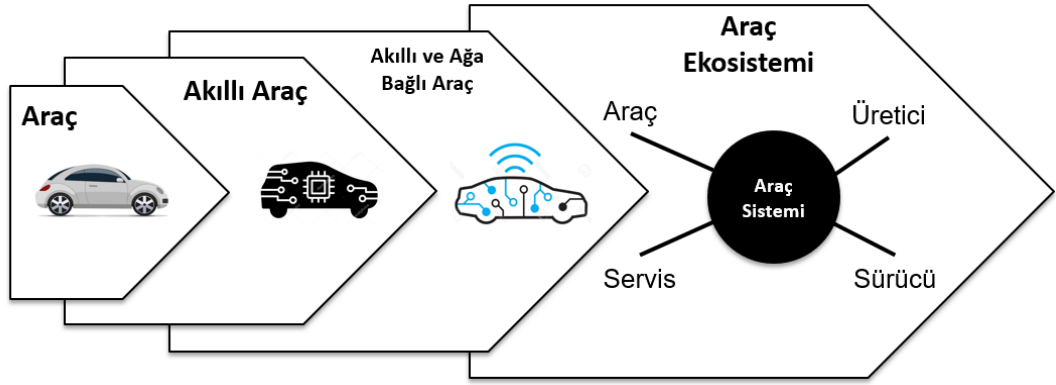 Araç
Akıllı Araç
Akıllı ve Ağa
Bağlı Araç
Araç
Ekosistemi
Araç
Üretici
Araç
Sistemi
Servis
Sürücü